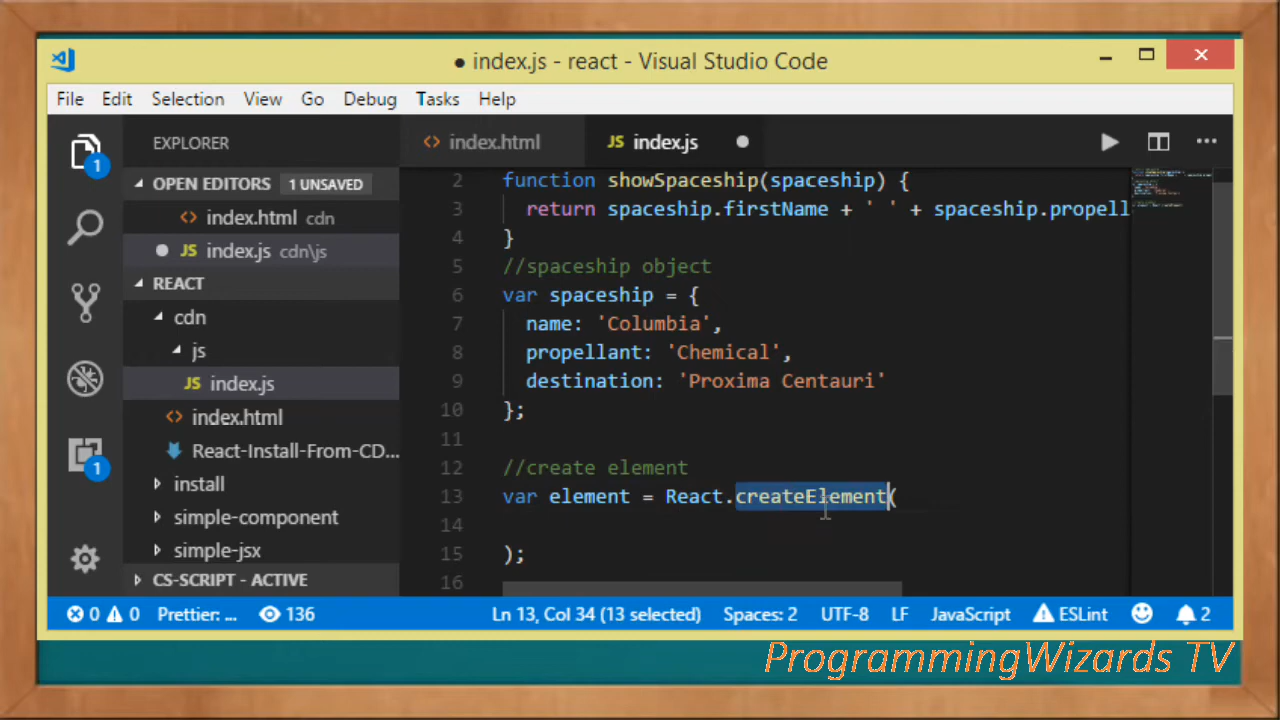 ● index.js - react - Visual Studio Code
File Edit Selection View Go Debug Tasks Help
1
EXPLORER
OPEN EDITORS 1 UNSAVED
index.html cdn
JS index.js cdn\js
REACT
cdn
js
JS index.js
index.html
React-Install-From-CD...
install
simple-component
simple-jsx
CS-SCRIPT - ACTIVE
1
<> index.html JS index.js
2 function showSpaceship(spaceship) {
3 return spaceship.firstName + ' ' + spaceship.propell
4 }
5 //spaceship object
6 var spaceship = {
7 name: 'Columbia',
8 propellant: 'Chemical',
9 destination: 'Proxima Centauri'
10 };
11
12 //create element
13 var element = React.createElement(
14
15 );
16
0 0 Prettier: ... 136 Ln 13, Col 34 (13 selected) Spaces: 2 UTF-8 LF JavaScript ESLint 2
ProgrammingWizards TV